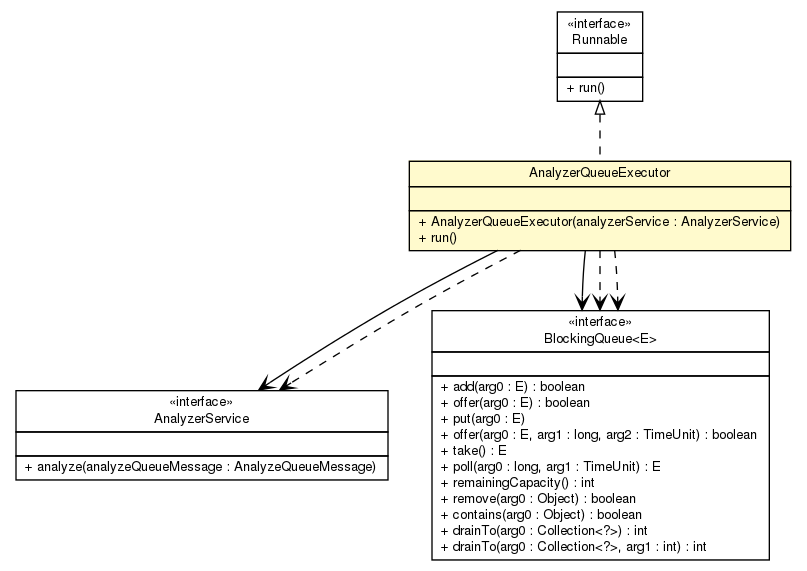 «interface»
Runnable
+ run()
AnalyzerQueueExecutor
+ AnalyzerQueueExecutor(analyzerService : AnalyzerService)
+ run()
«interface»
BlockingQueue<E>
+ add(arg0 : E) : boolean
+ offer(arg0 : E) : boolean
+ put(arg0 : E)
+ offer(arg0 : E, arg1 : long, arg2 : TimeUnit) : boolean
+ take() : E
+ poll(arg0 : long, arg1 : TimeUnit) : E
+ remainingCapacity() : int
+ remove(arg0 : Object) : boolean
+ contains(arg0 : Object) : boolean
+ drainTo(arg0 : Collection<?>) : int
+ drainTo(arg0 : Collection<?>, arg1 : int) : int
«interface»
AnalyzerService
+ analyze(analyzeQueueMessage : AnalyzeQueueMessage)